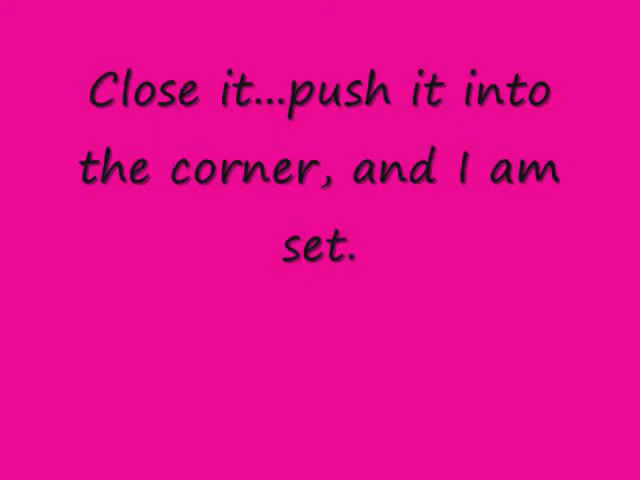 Close it...push it into
the corner, and I am
set.